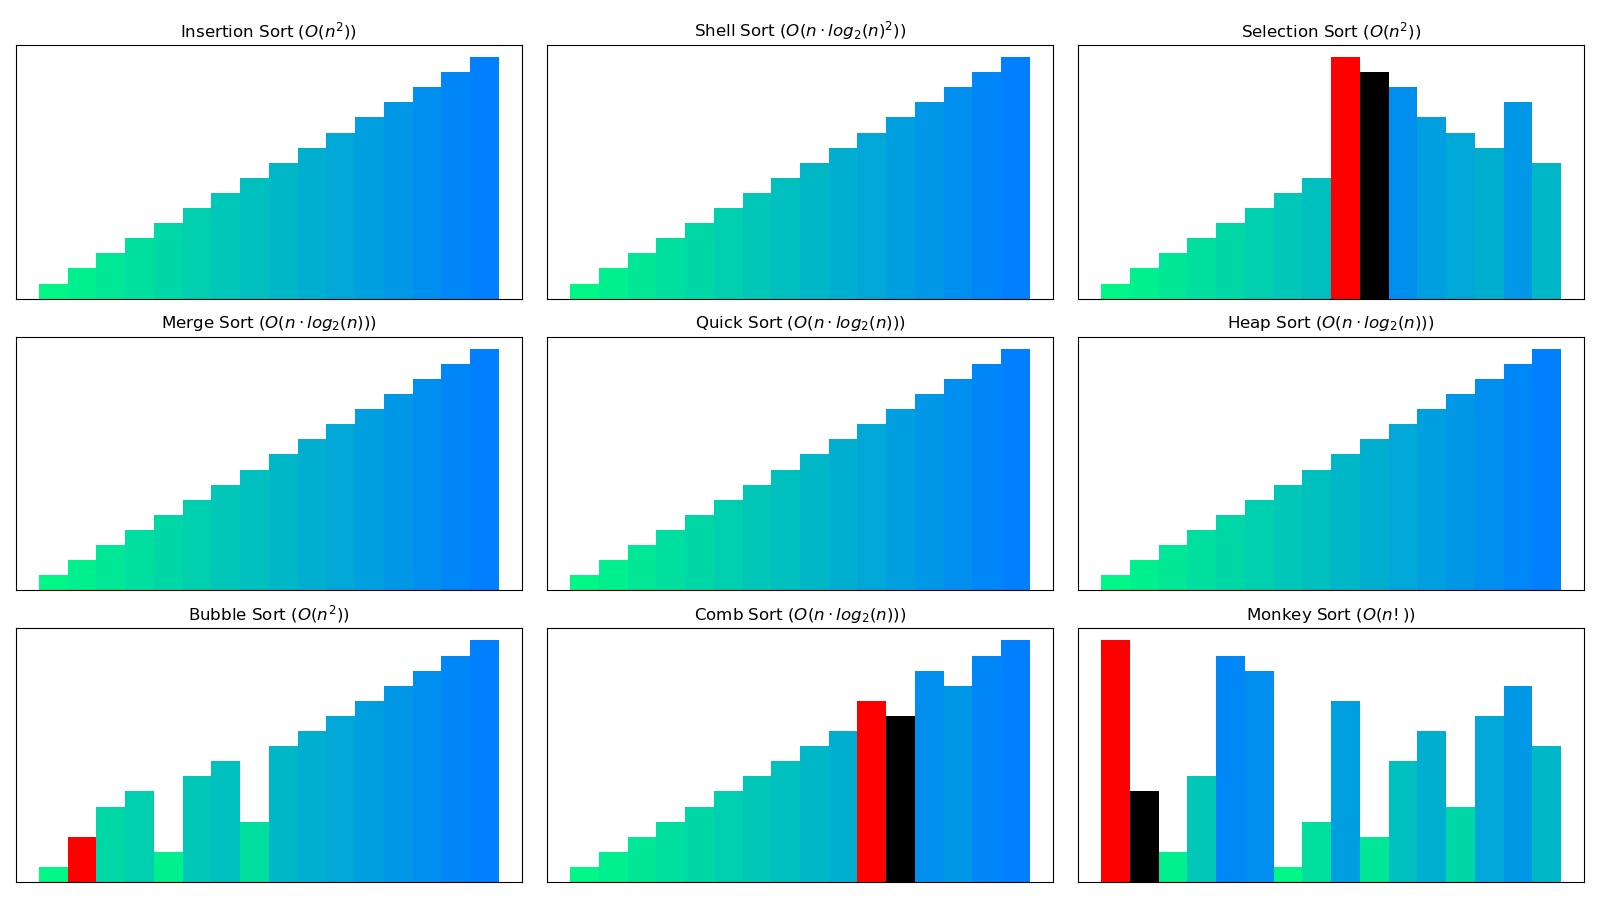 Insertion Sort (O(n²))
Shell Sort (O(n · log₂(n)²))
Selection Sort (O(n²))
Merge Sort (O(n · log₂(n)))
Quick Sort (O(n · log₂(n)))
Heap Sort (O(n · log₂(n)))
Bubble Sort (O(n²))
Comb Sort (O(n · log₂(n)))
Monkey Sort (O(n!))